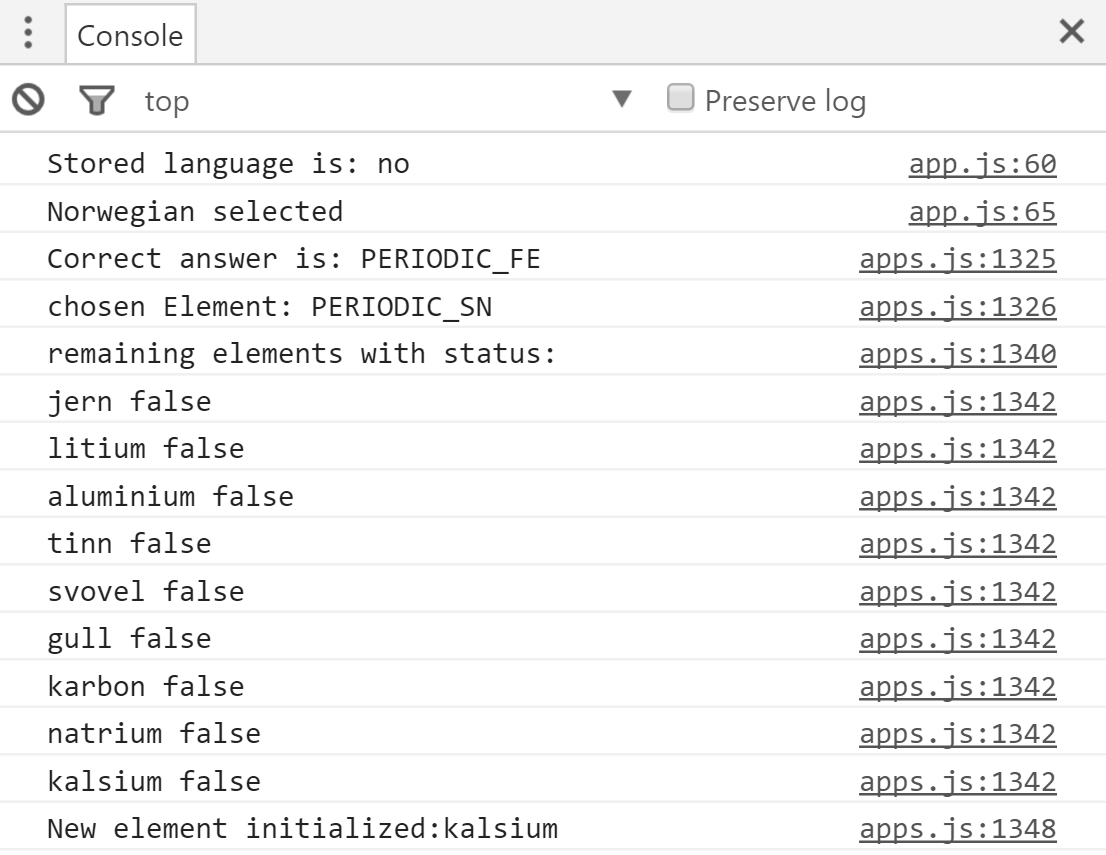 Console
top Preserve log
Stored language is: no app.js:60
Norwegian selected app.js:65
Correct answer is: PERIODIC_FE apps.js:1325
chosen Element: PERIODIC_SN apps.js:1326
remaining elements with status: apps.js:1340
jern false apps.js:1342
litium false apps.js:1342
aluminium false apps.js:1342
tinn false apps.js:1342
svovel false apps.js:1342
gull false apps.js:1342
karbon false apps.js:1342
natrium false apps.js:1342
kalsium false apps.js:1342
New element initialized:kalsium apps.js:1348